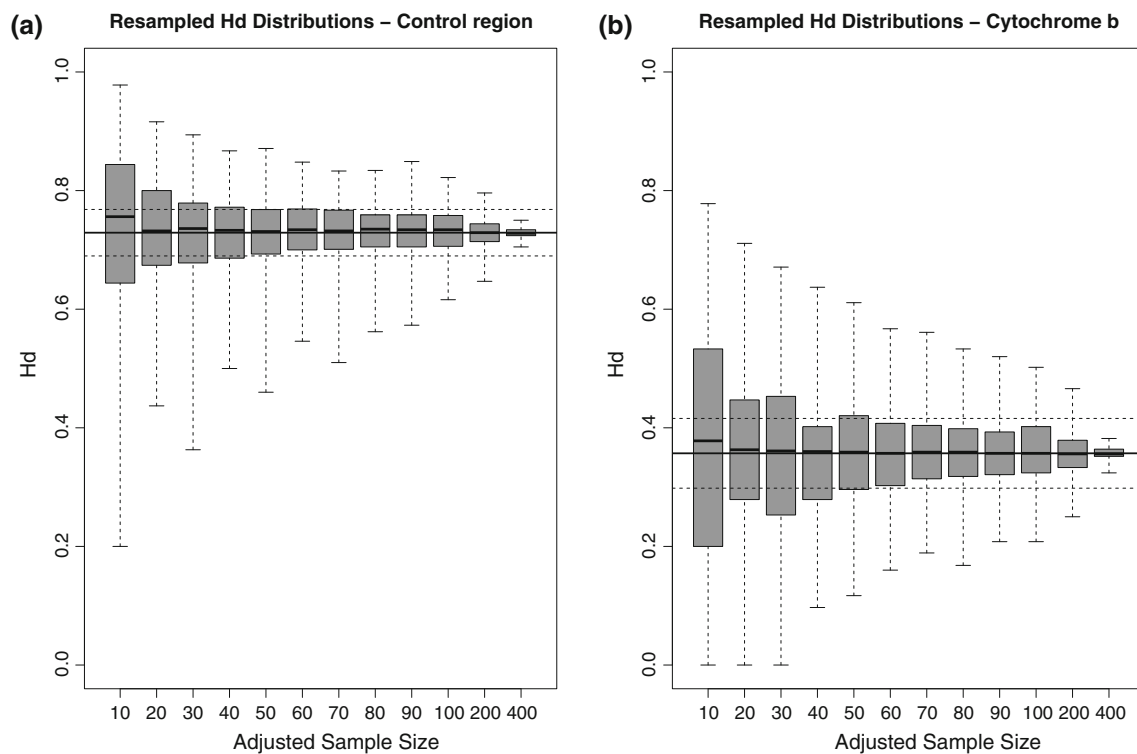 (a) Resampled Hd Distributions – Control region
1.0
0.8
0.6
0.4
0.2
0.0
Hd
10 20 30 40 50 60 70 80 90 100 200 400
Adjusted Sample Size
(b) Resampled Hd Distributions – Cytochrome b
1.0
0.8
0.6
0.4
0.2
0.0
Hd
10 20 30 40 50 60 70 80 90 100 200 400
Adjusted Sample Size